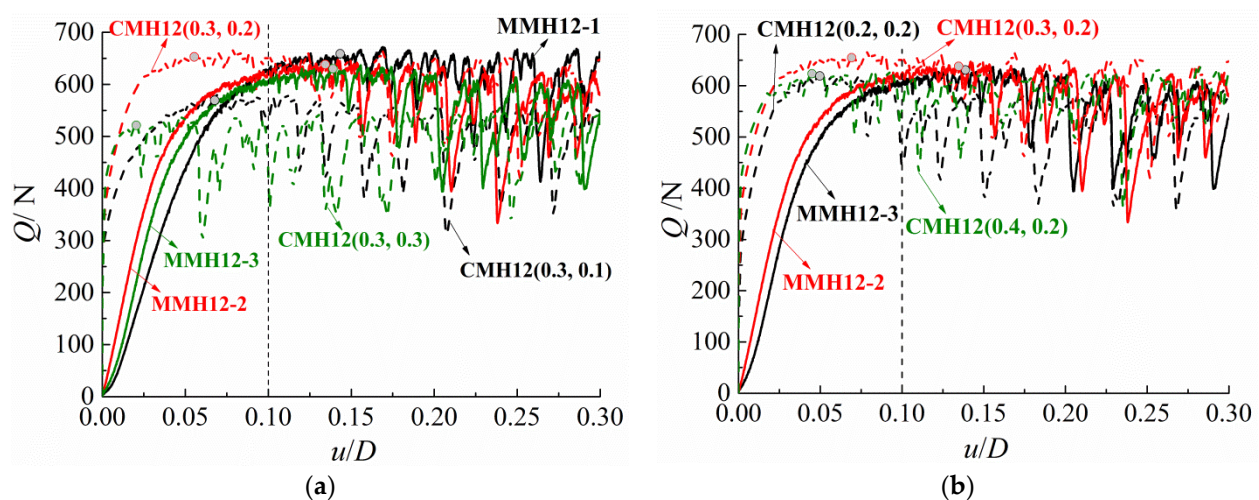 CMH12(0.3, 0.2)
MMH12-1
700
600
500
400
300
200
100
0
Q/ N
MMH12-3
MMH12-2
CMH12(0.3, 0.3)
CMH12(0.3, 0.1)
0.00 0.05 0.10 0.15 0.20 0.25 0.30
u/D
(a)
CMH12(0.2, 0.2)
CMH12(0.3, 0.2)
700
600
500
400
300
200
100
0
Q/ N
MMH12-3
CMH12(0.4, 0.2)
MMH12-2
0.00 0.05 0.10 0.15 0.20 0.25 0.30
u/D
(b)